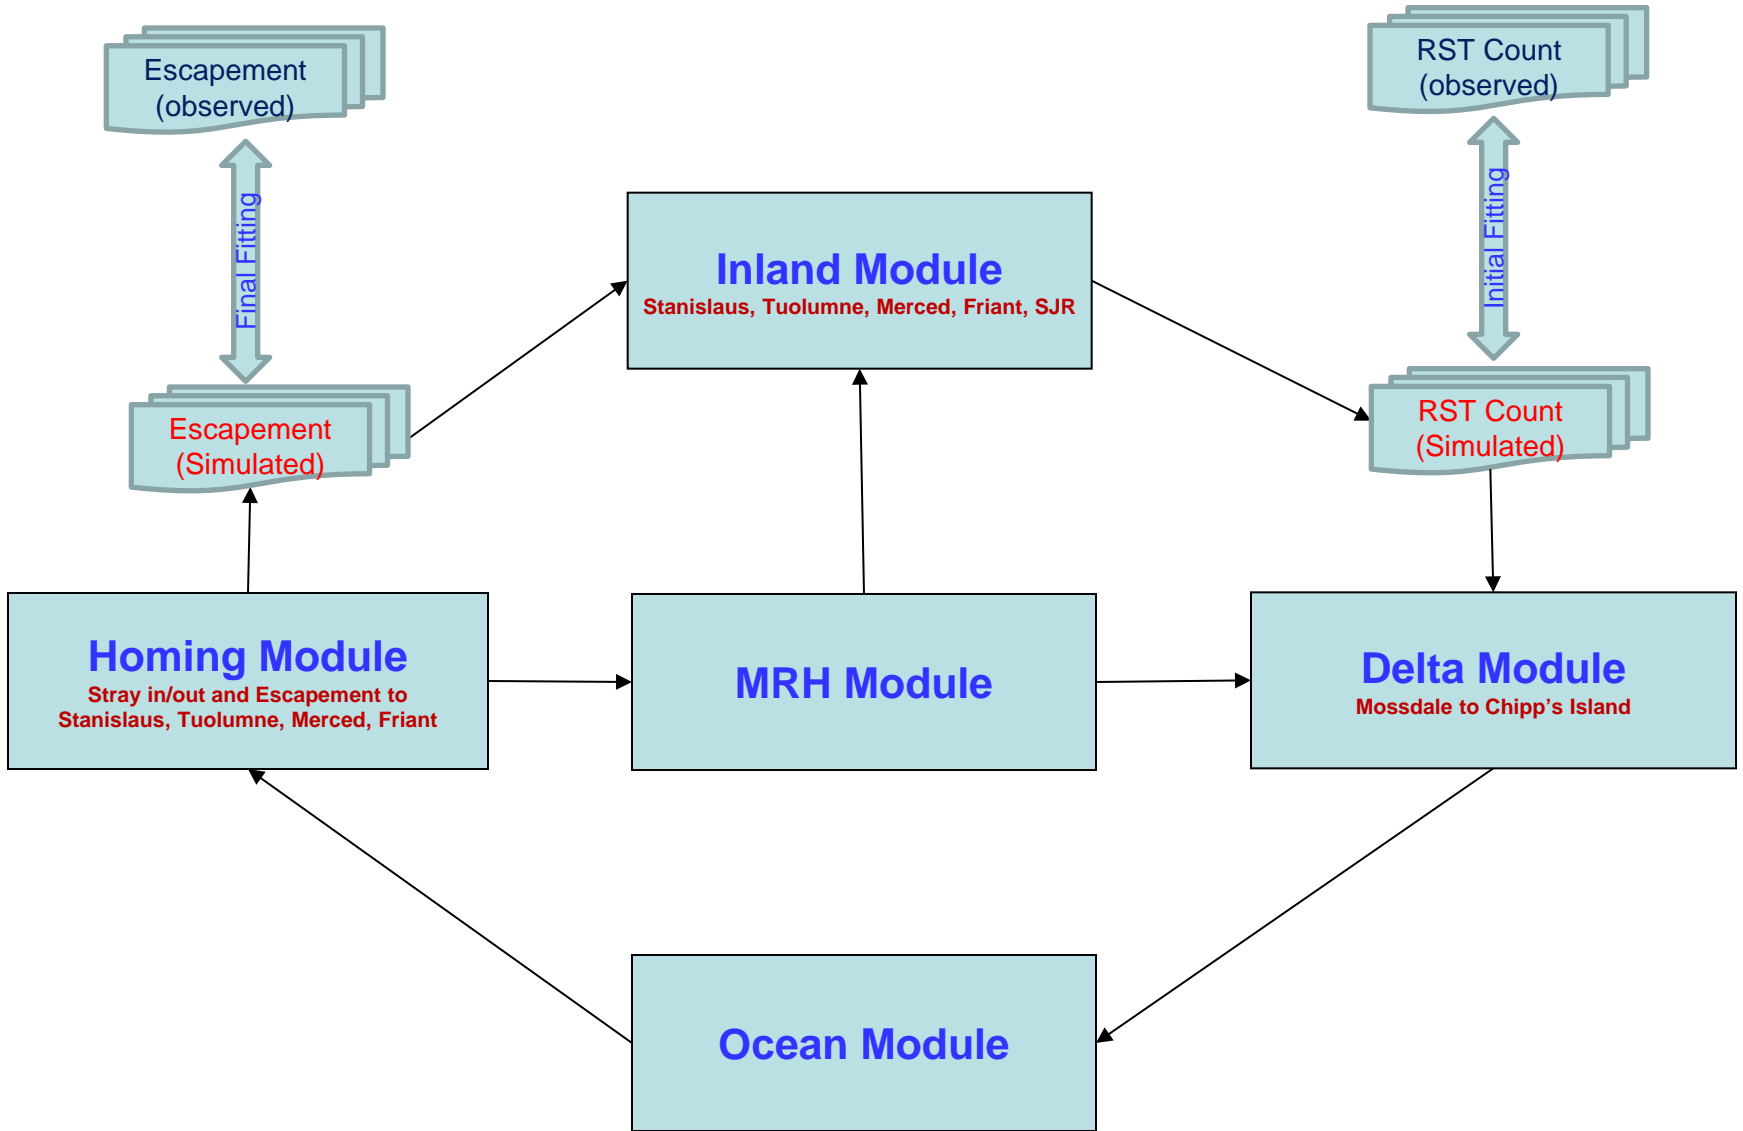 Escapement
(observed)
RST Count
(observed)
Final Fitting
Initial Fitting
Inland Module
Stanislaus, Tuolumne, Merced, Friant, SJR
Escapement
(Simulated)
RST Count
(Simulated)
Homing Module
Stray in/out and Escapement to
Stanislaus, Tuolumne, Merced, Friant
MRH Module
Delta Module
Mossdale to Chipp's Island
Ocean Module